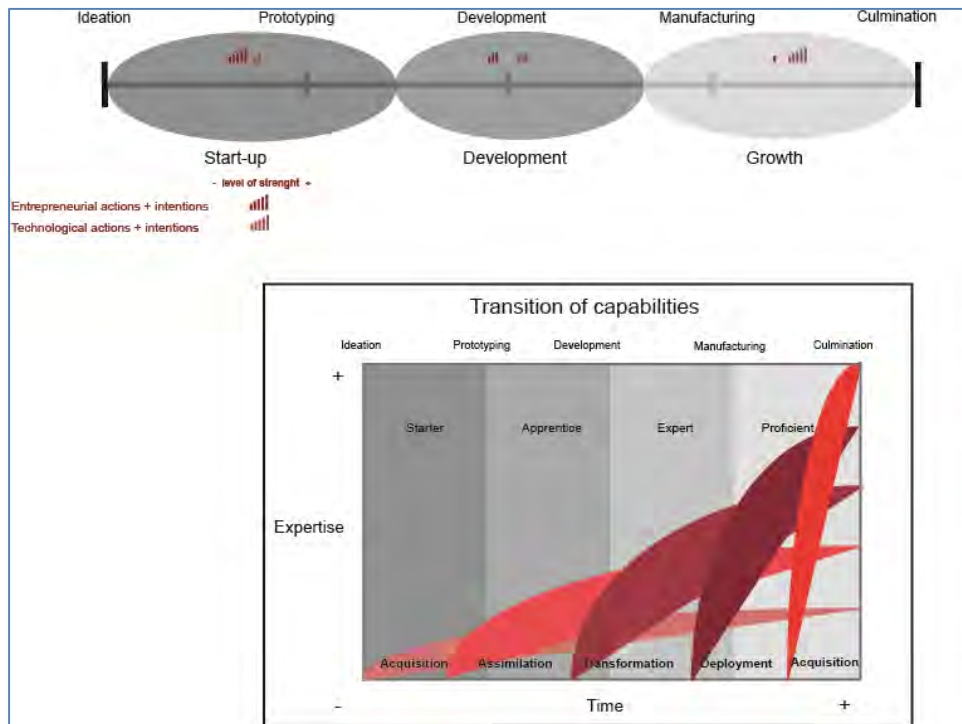 Ideation Prototyping Development Manufacturing Culmination
Start-up Development Growth
- level of strenght +
Entrepreneurial actions + intentions
Technological actions + intentions
Transition of capabilities
Ideation Prototyping Development Manufacturing Culmination
+
Starter Apprentice Expert Proficient
Expertise
Acquisition Assimilation Transformation Deployment Acquisition
- Time +